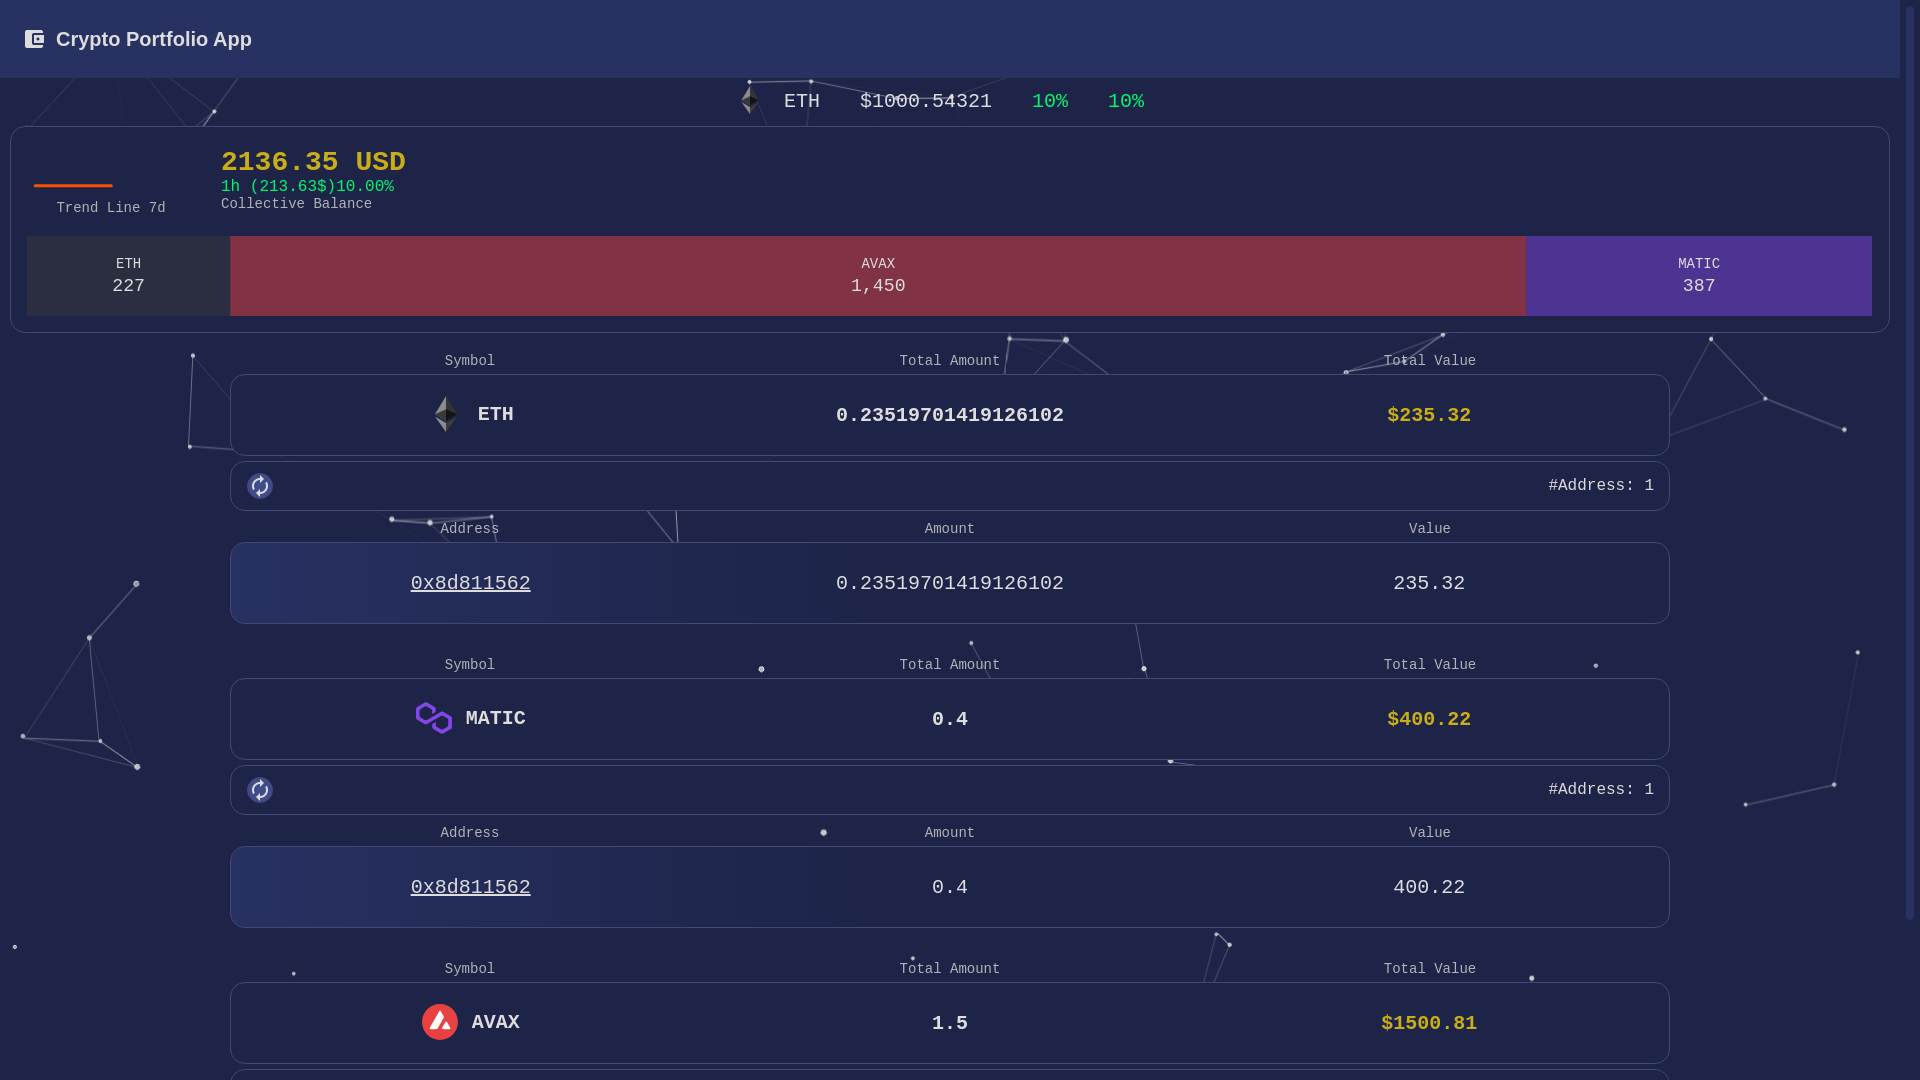 Crypto Portfolio App
ETH $1000.54321 10% 10%
2136.35 USD
1h (213.63$)10.00%
Collective Balance
Trend Line 7d
ETH AVAX MATIC
227 1,450 387
Symbol Total Amount Total Value
ETH 0.23519701419126102 $235.32
#Address: 1
Address Amount Value
0x8d811562 0.23519701419126102 235.32
Symbol Total Amount Total Value
MATIC 0.4 $400.22
#Address: 1
Address Amount Value
0x8d811562 0.4 400.22
Symbol Total Amount Total Value
AVAX 1.5 $1500.81